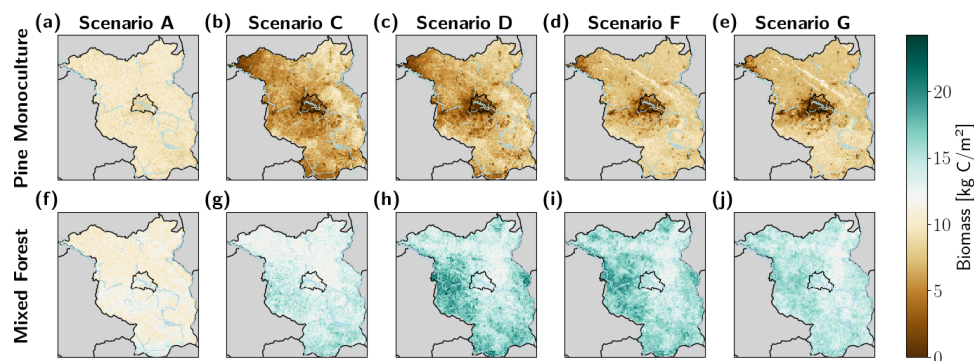 (a) Scenario A
(b) Scenario C
(c) Scenario D
(d) Scenario F
(e) Scenario G
Pine Monoculture
(f)
(g)
(h)
(i)
(j)
Mixed Forest
20
15
10
5
0
Biomass [kg C/m²]